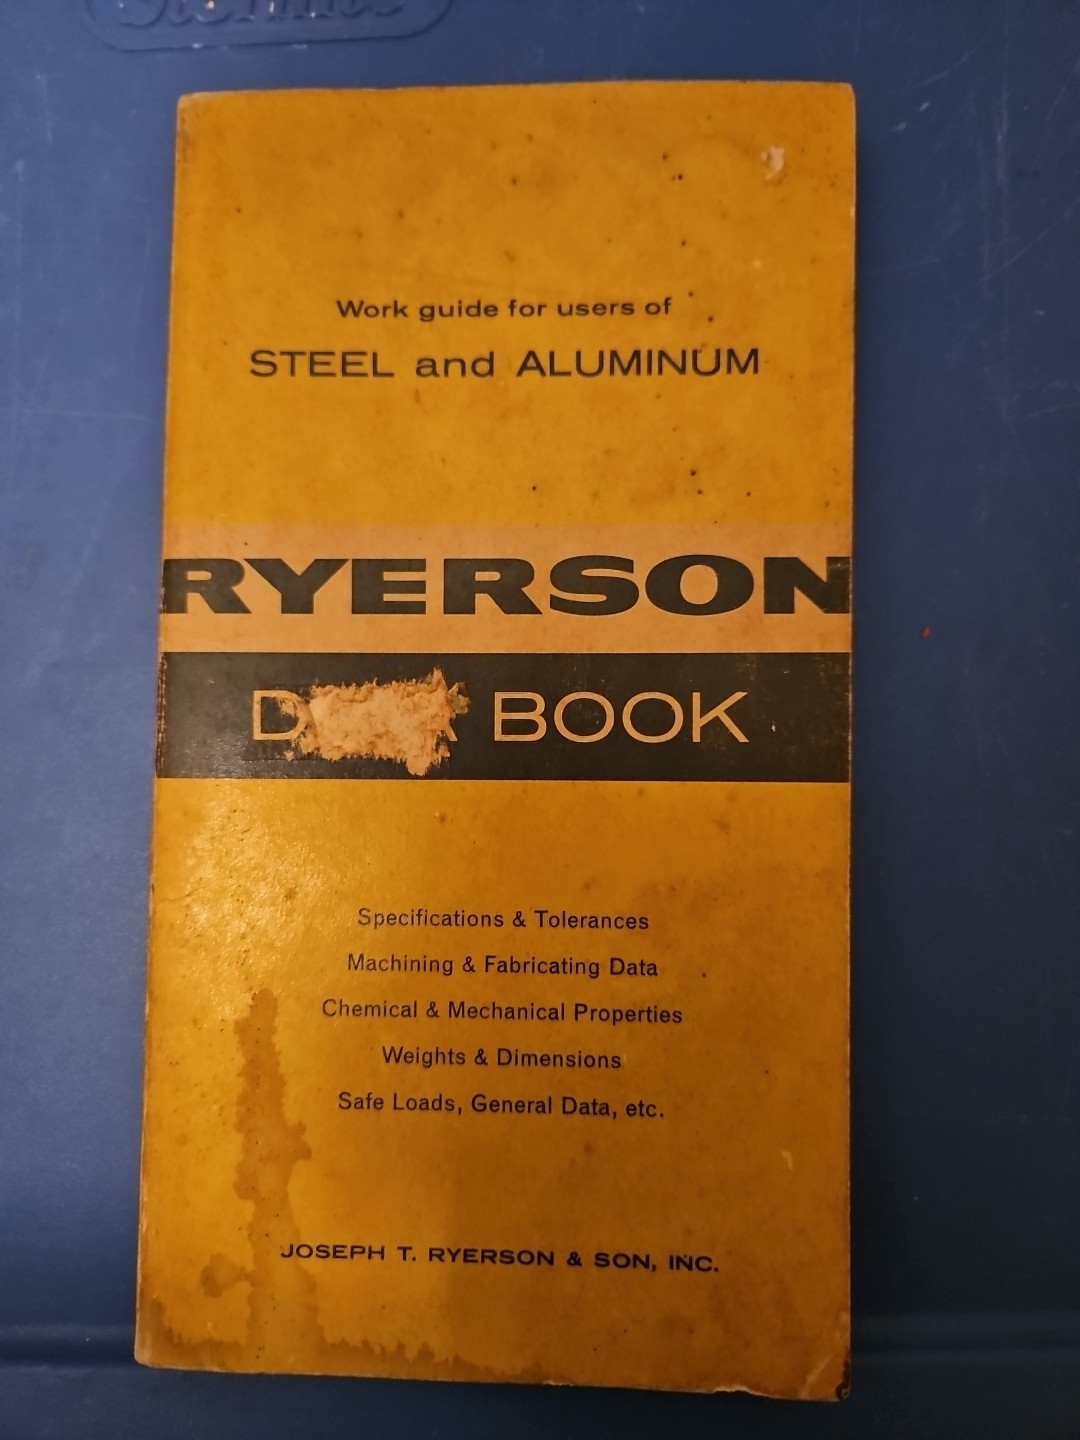 Work guide for users of
STEEL and ALUMINUM
RYERSON
BOOK
Specifications & Tolerances
Machining & Fabricating Data
Chemical & Mechanical Properties
Weights & Dimensions
Safe Loads, General Data, etc.
JOSEPH T. RYERSON & SON, INC.